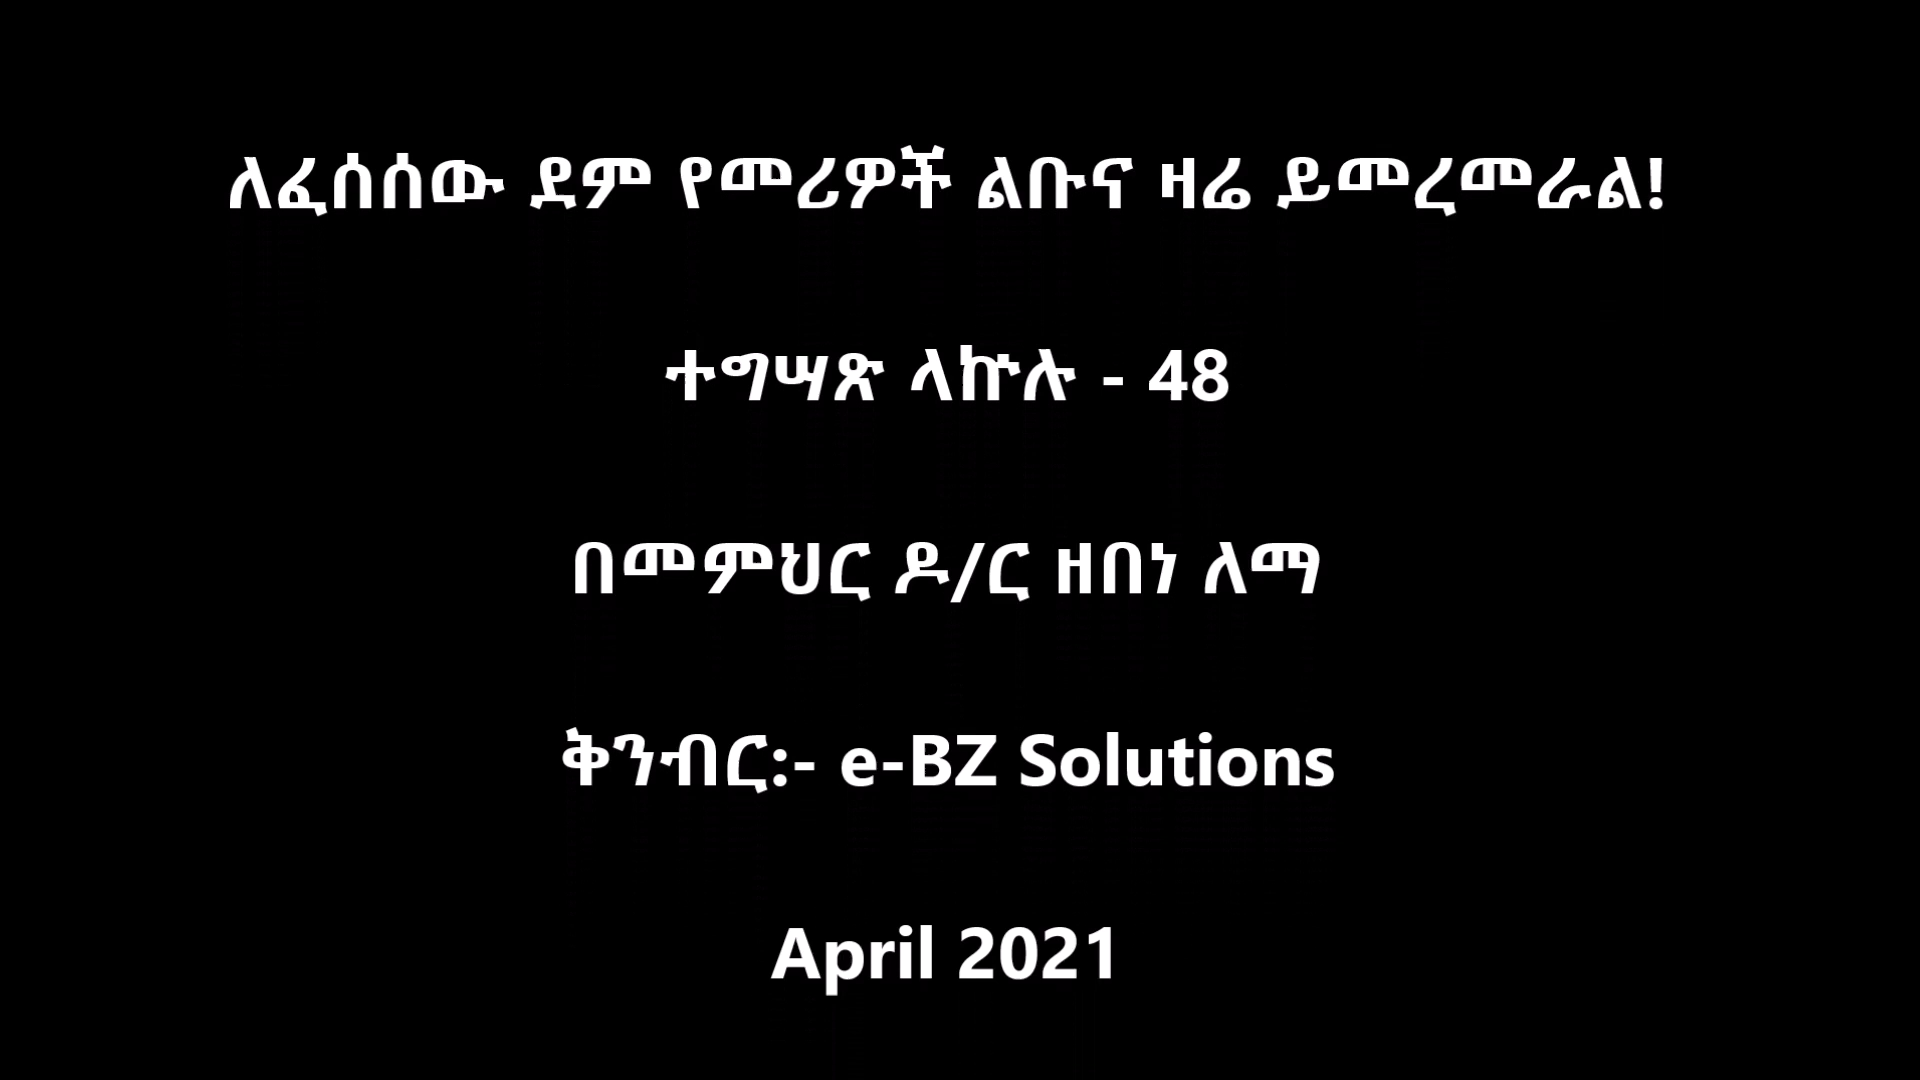 ለፈሰሰው ደም የመሪዎች ልቡና ዛሬ ይመረመራል!
ተግሣጽ ላኵሉ - 48
በመምህር ዶ/ር ዘበነ ለማ
ቅንብር:- e-BZ Solutions
April 2021